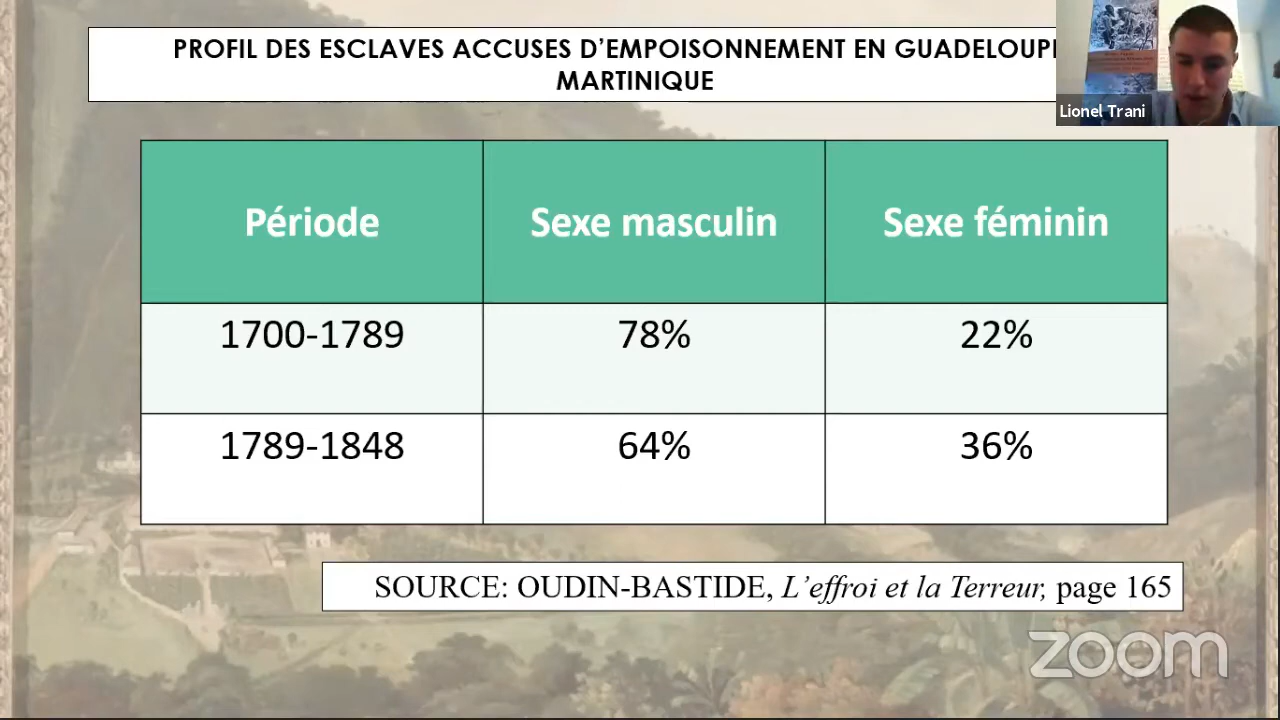 PROFIL DES ESCLAVES ACCUSES D’EMPOISONNEMENT EN
MARTINIQUE
Lionel Trani
Période Sexe masculin Sexe féminin
1700-1789 78% 22%
1789-1848 64% 36%
SOURCE: OUDIN-BASTIDE, L’effroi et la Terreur, page 165
zoom